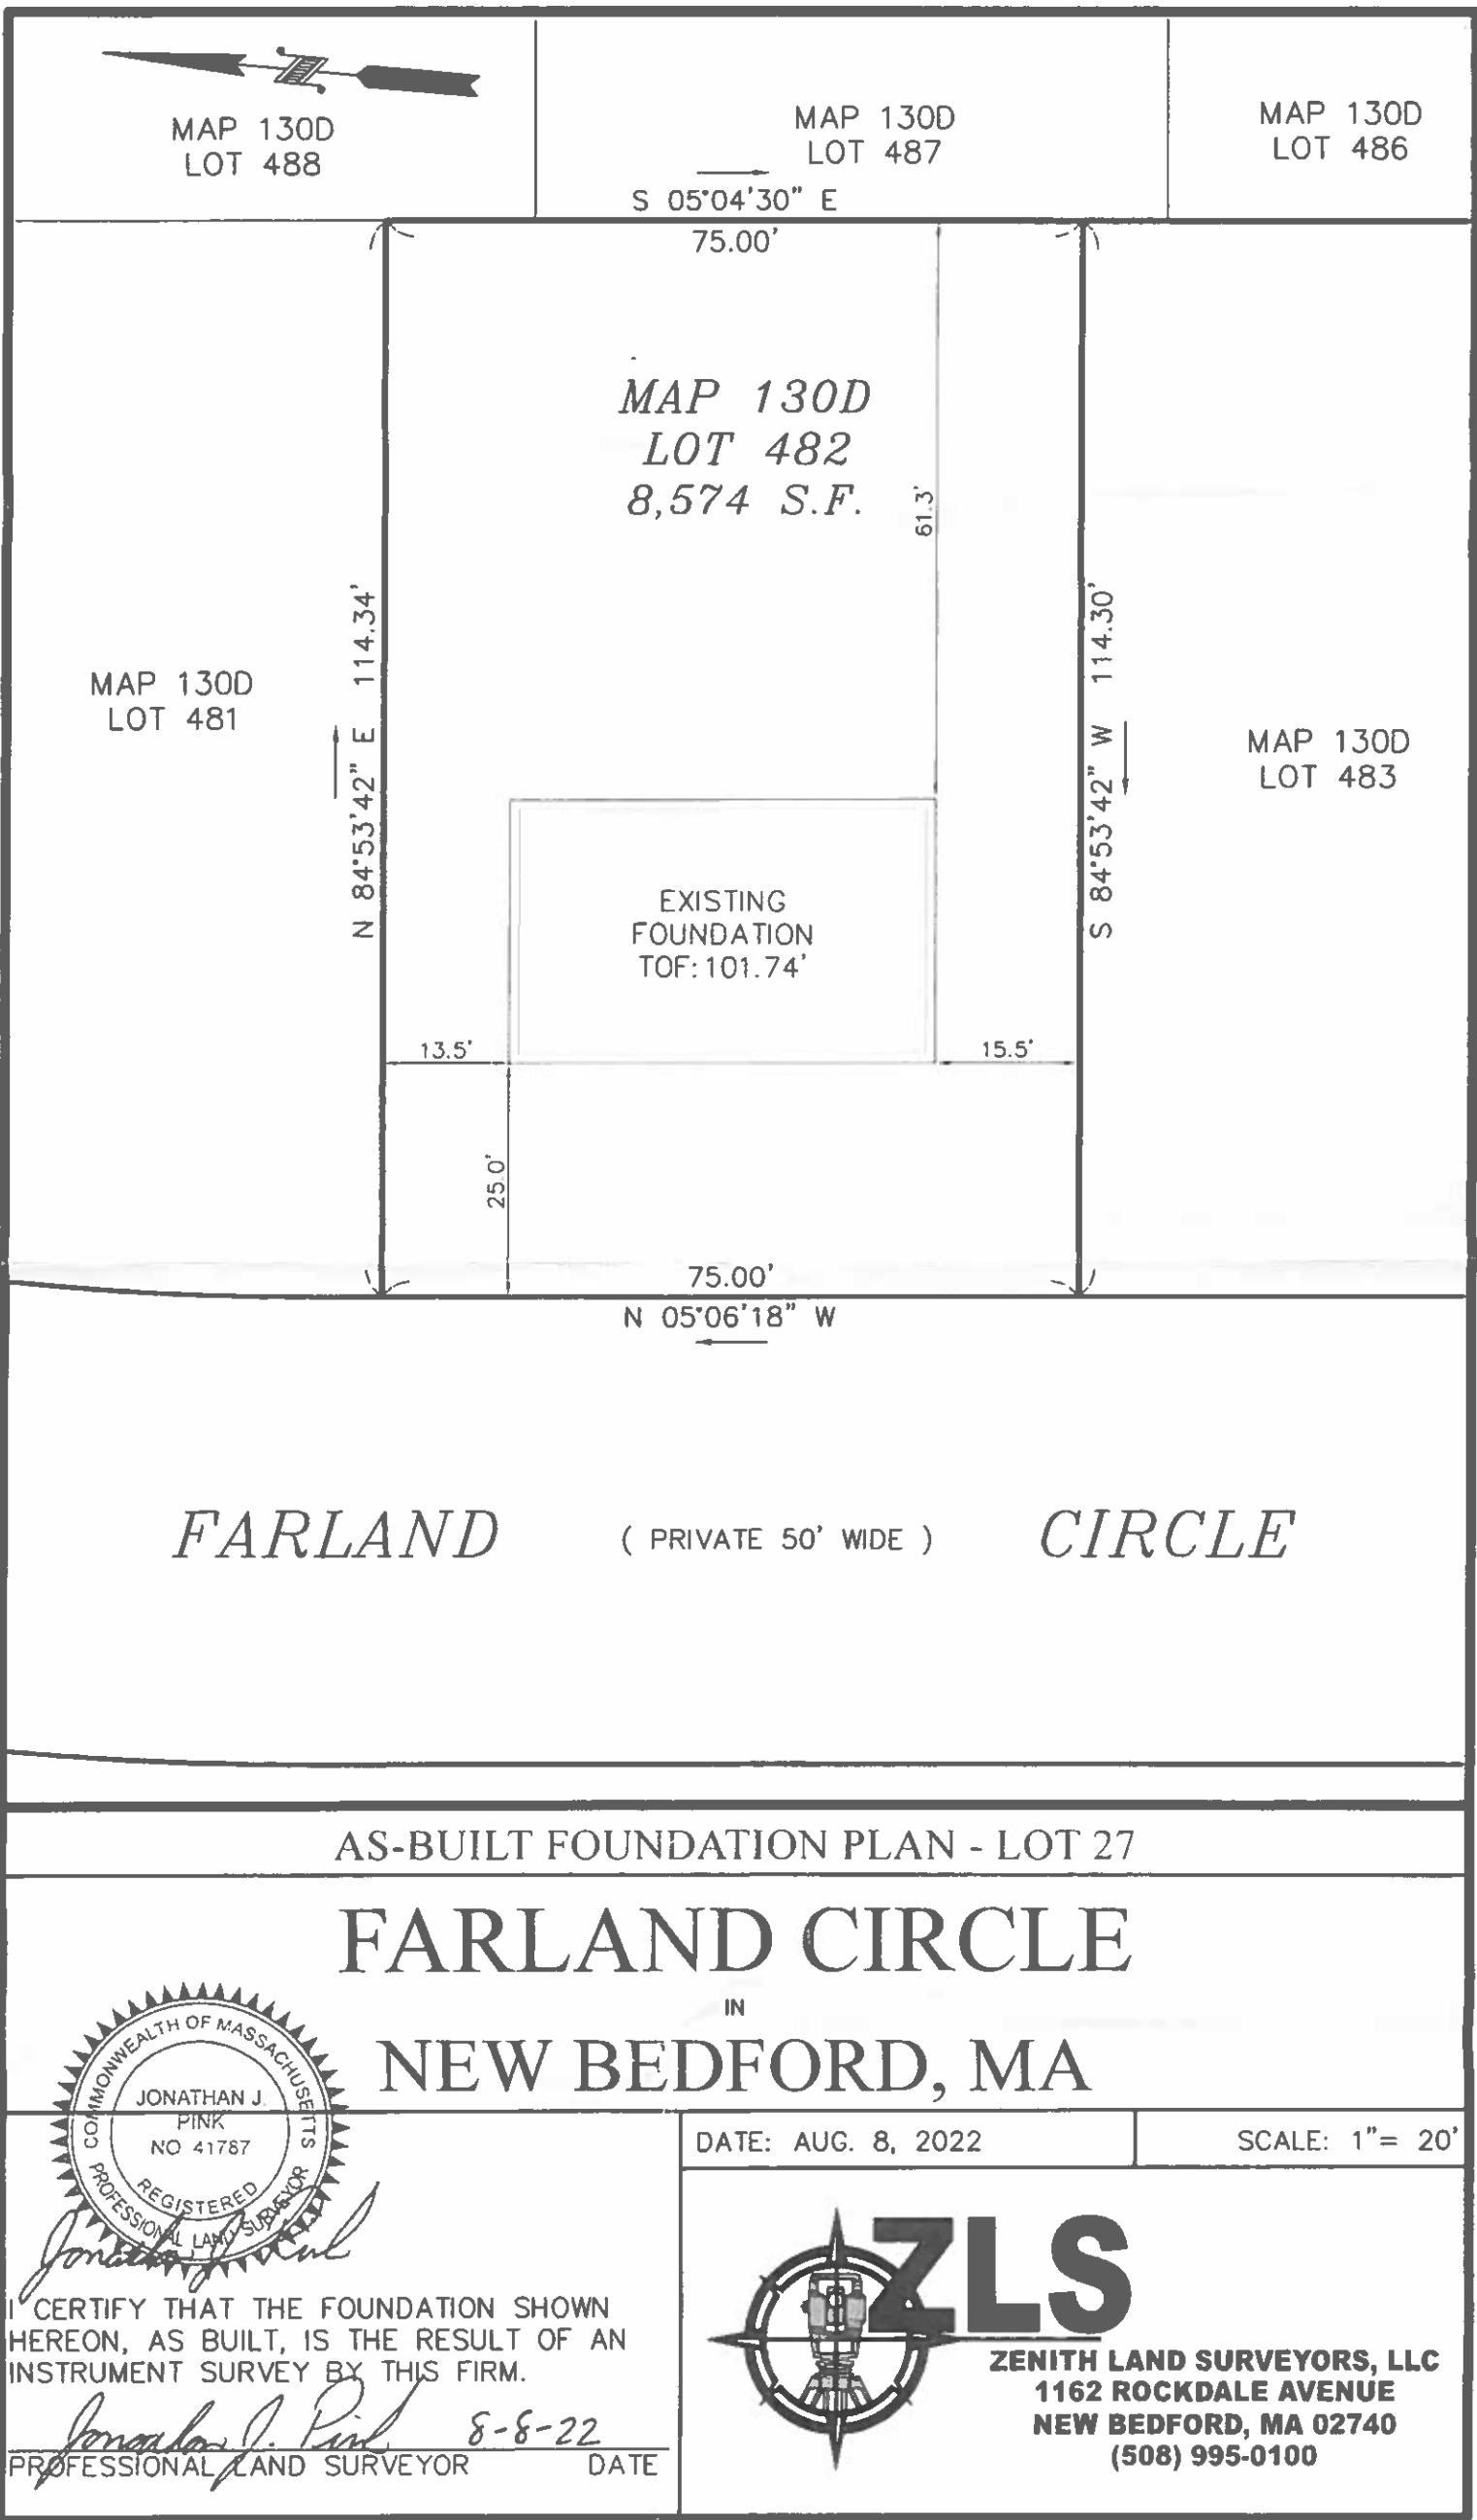 MAP 130D
LOT 488
MAP 130D
LOT 487
MAP 130D
LOT 486
S 05°04'30" E
75.00'
MAP 130D
LOT 482
8,574 S.F.
61.3'
N 84°53'42" E 114.34'
S 84°53'42" W 114.30'
MAP 130D
LOT 481
MAP 130D
LOT 483
EXISTING
FOUNDATION
TOF: 101.74'
13.5'
15.5'
25.0'
75.00'
N 05°06'18" W
FARLAND ( PRIVATE 50' WIDE ) CIRCLE
AS-BUILT FOUNDATION PLAN - LOT 27
FARLAND CIRCLE
IN
NEW BEDFORD, MA
COMMONWEALTH OF MASSACHUSETTS
JONATHAN J.
PINK
NO 41787
REGISTERED
PROFESSIONAL LAND SURVEYOR
Jonathan J. Pink
DATE: AUG. 8, 2022
SCALE: 1"= 20'
I CERTIFY THAT THE FOUNDATION SHOWN
HEREON, AS BUILT, IS THE RESULT OF AN
INSTRUMENT SURVEY BY THIS FIRM.
Jonathan J. Pink 8-8-22
PROFESSIONAL LAND SURVEYOR DATE
ZLS
ZENITH LAND SURVEYORS, LLC
1162 ROCKDALE AVENUE
NEW BEDFORD, MA 02740
(508) 995-0100